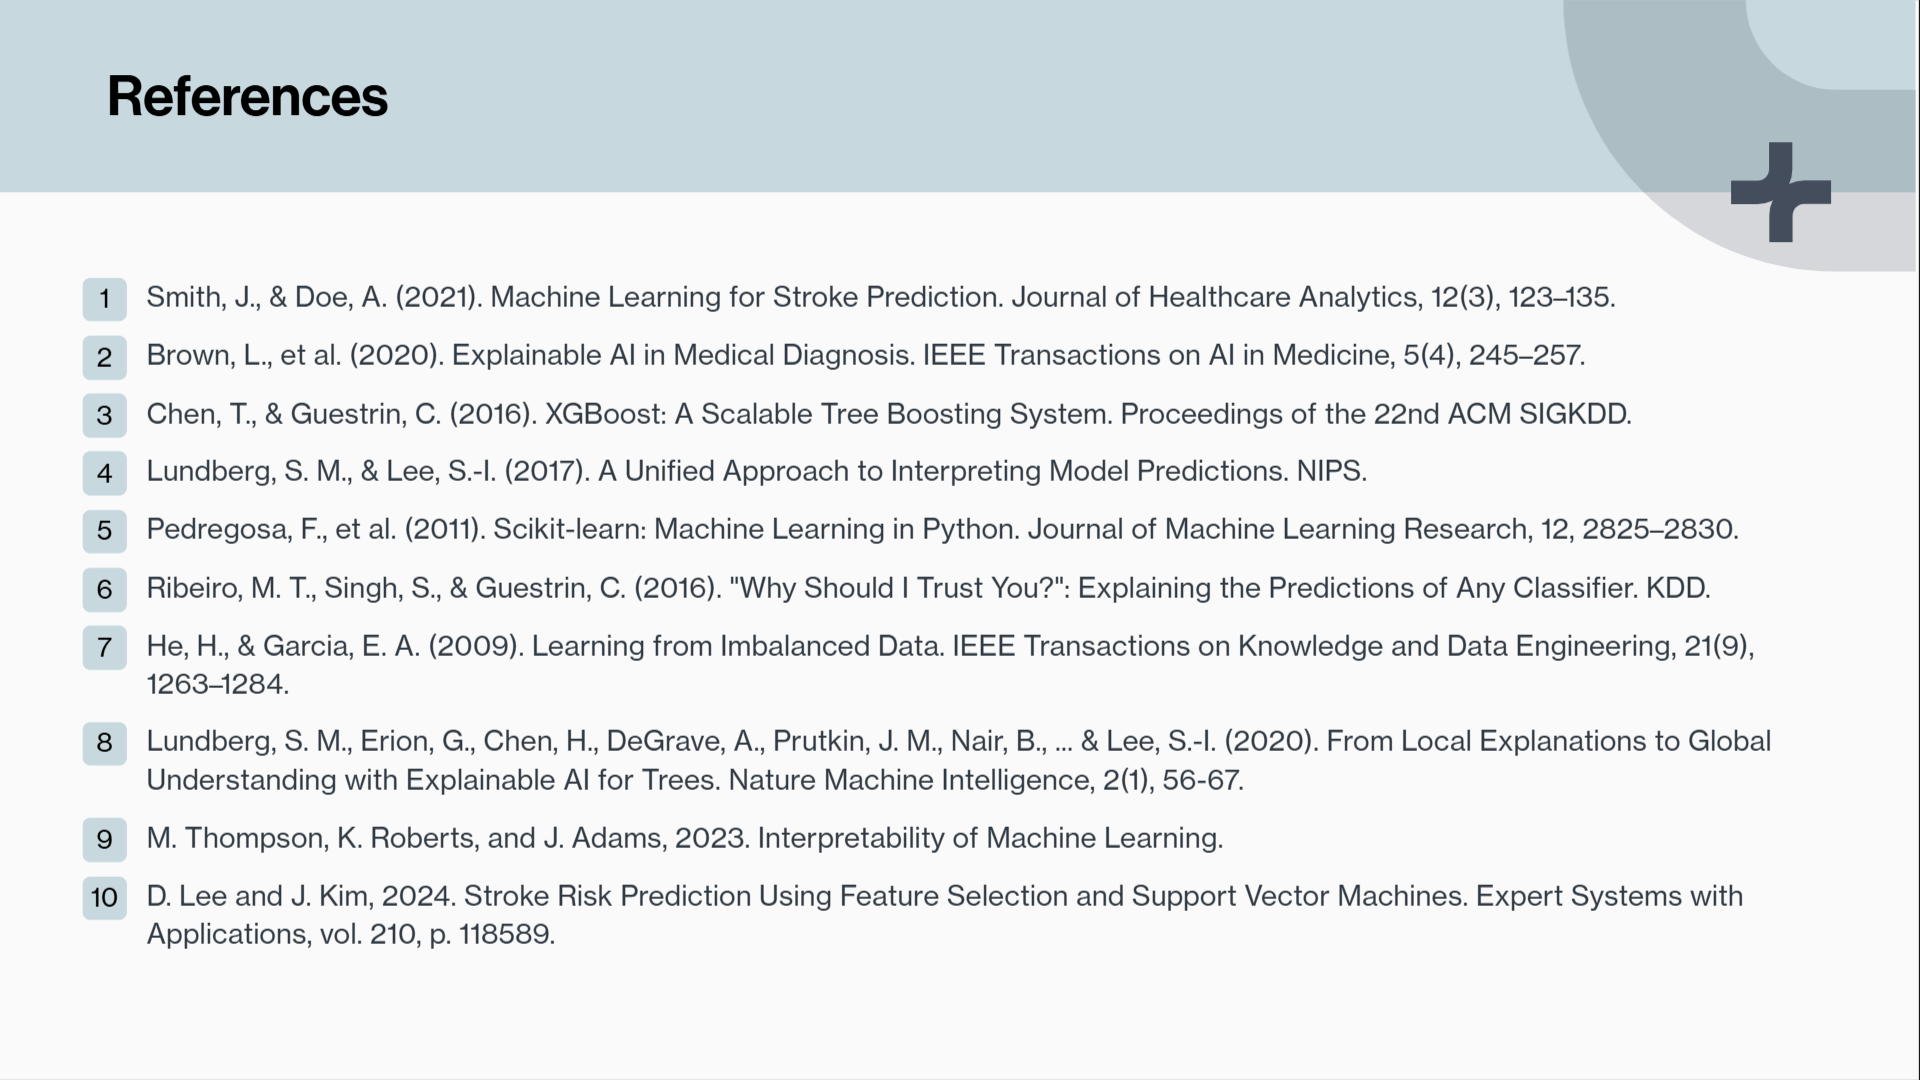 References
1 Smith, J., & Doe, A. (2021). Machine Learning for Stroke Prediction. Journal of Healthcare Analytics, 12(3), 123–135.
2 Brown, L., et al. (2020). Explainable AI in Medical Diagnosis. IEEE Transactions on AI in Medicine, 5(4), 245–257.
3 Chen, T., & Guestrin, C. (2016). XGBoost: A Scalable Tree Boosting System. Proceedings of the 22nd ACM SIGKDD.
4 Lundberg, S. M., & Lee, S.-I. (2017). A Unified Approach to Interpreting Model Predictions. NIPS.
5 Pedregosa, F., et al. (2011). Scikit-learn: Machine Learning in Python. Journal of Machine Learning Research, 12, 2825–2830.
6 Ribeiro, M. T., Singh, S., & Guestrin, C. (2016). "Why Should I Trust You?": Explaining the Predictions of Any Classifier. KDD.
7 He, H., & Garcia, E. A. (2009). Learning from Imbalanced Data. IEEE Transactions on Knowledge and Data Engineering, 21(9),
1263–1284.
8 Lundberg, S. M., Erion, G., Chen, H., DeGrave, A., Prutkin, J. M., Nair, B., ... & Lee, S.-I. (2020). From Local Explanations to Global
Understanding with Explainable AI for Trees. Nature Machine Intelligence, 2(1), 56-67.
9 M. Thompson, K. Roberts, and J. Adams, 2023. Interpretability of Machine Learning.
10 D. Lee and J. Kim, 2024. Stroke Risk Prediction Using Feature Selection and Support Vector Machines. Expert Systems with
Applications, vol. 210, p. 118589.